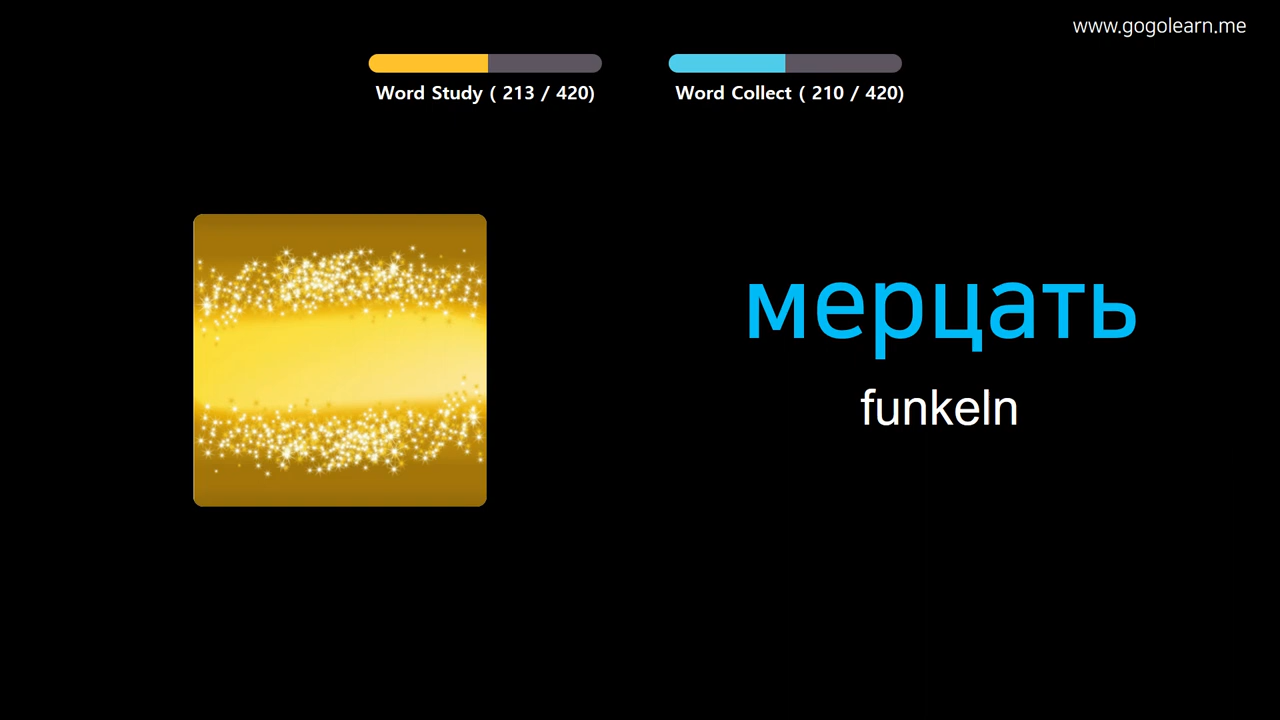 www.gogolearn.me
Word Study ( 213 / 420)
Word Collect ( 210 / 420)
мерцать
funkeln